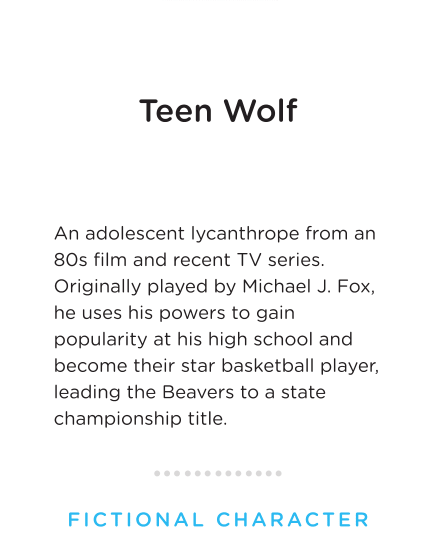 Teen Wolf
An adolescent lycanthrope from an
80s film and recent TV series.
Originally played by Michael J. Fox,
he uses his powers to gain
popularity at his high school and
become their star basketball player,
leading the Beavers to a state
championship title.
FICTIONAL CHARACTER